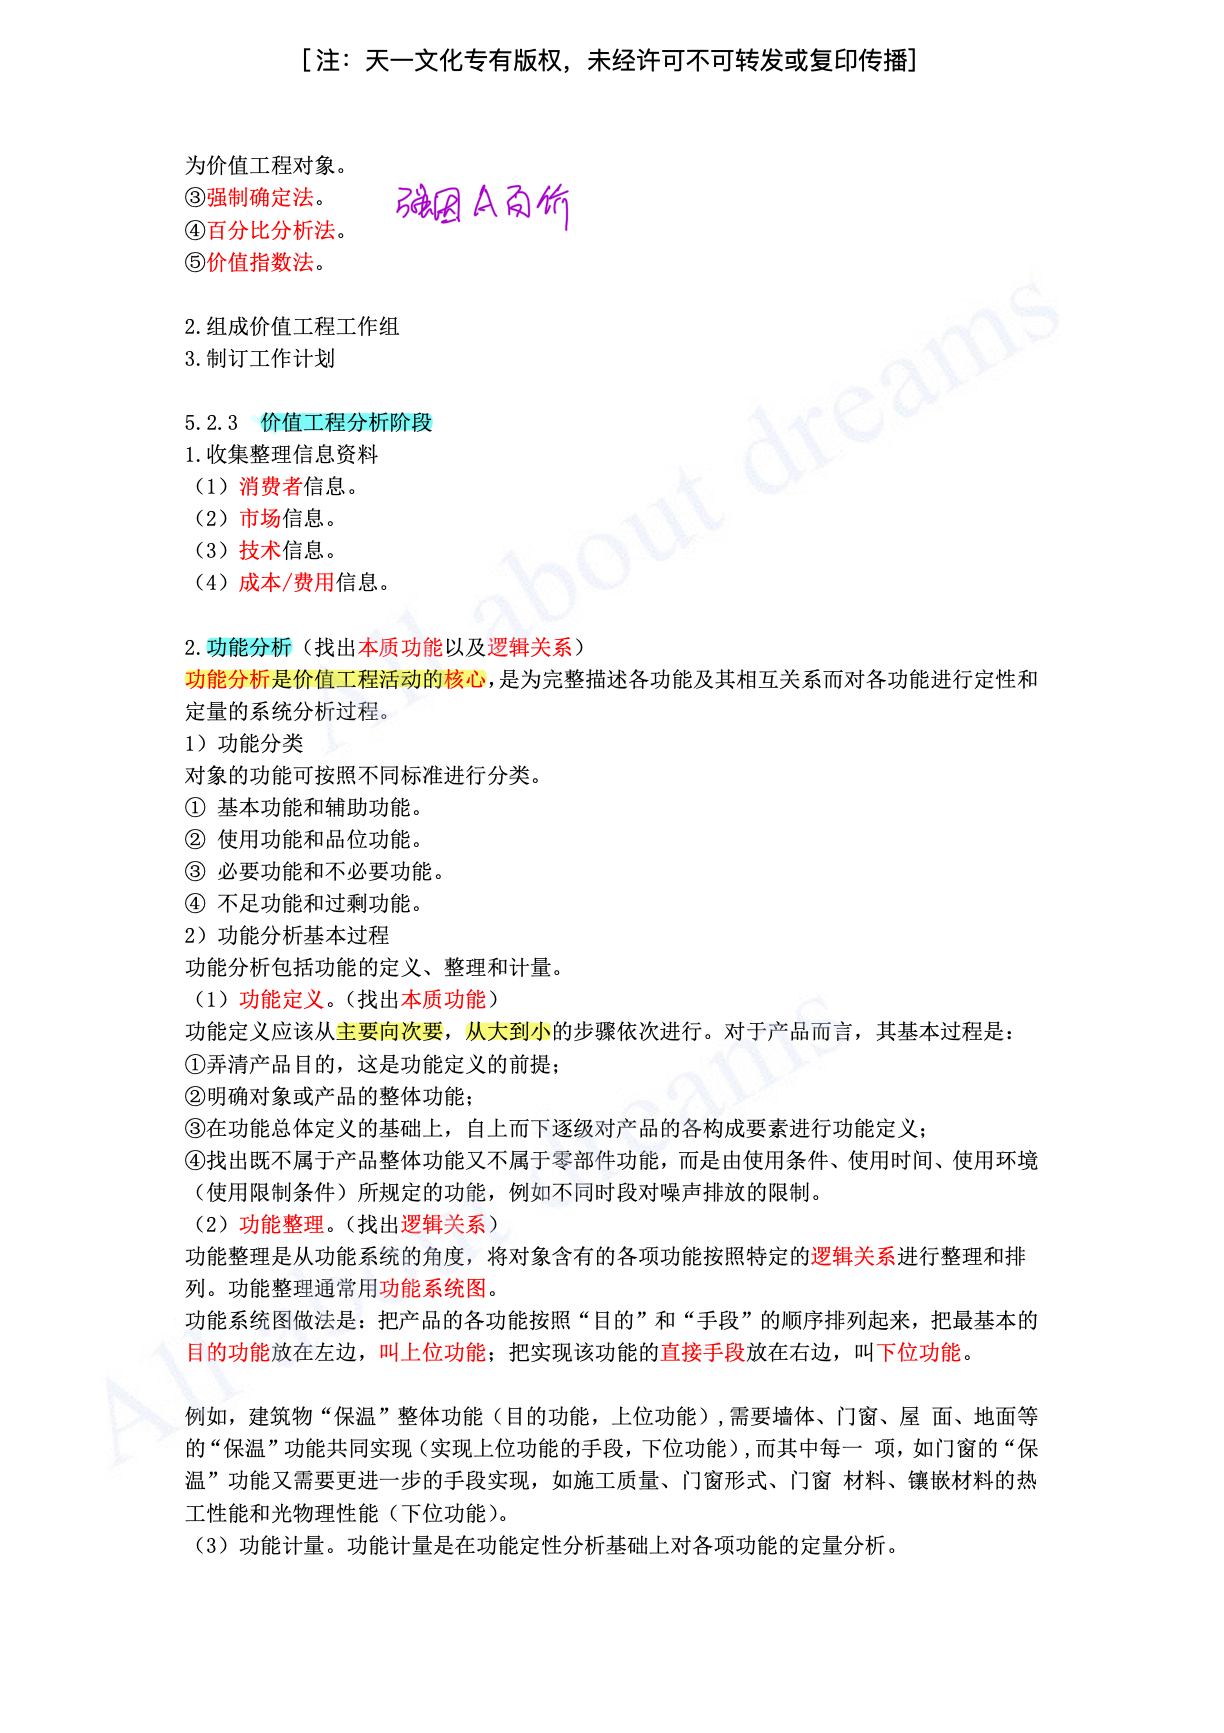 [注：天一文化专有版权，未经许可不可转发或复印传播]
为价值工程对象。
③强制确定法。
强因A百价
④百分比分析法。
⑤价值指数法。
2.组成价值工程工作组
3.制订工作计划
5.2.3 价值工程分析阶段
1.收集整理信息资料
（1）消费者信息。
（2）市场信息。
（3）技术信息。
（4）成本/费用信息。
2.功能分析（找出本质功能以及逻辑关系）
功能分析是价值工程活动的核心，是为完整描述各功能及其相互关系而对各功能进行定性和
定量的系统分析过程。
1）功能分类
对象的功能可按照不同标准进行分类。
① 基本功能和辅助功能。
② 使用功能和品位功能。
③ 必要功能和不必要功能。
④ 不足功能和过剩功能。
2）功能分析基本过程
功能分析包括功能的定义、整理和计量。
（1）功能定义。（找出本质功能）
功能定义应该从主要向次要，从大到小的步骤依次进行。对于产品而言，其基本过程是：
①弄清产品目的，这是功能定义的前提；
②明确对象或产品的整体功能；
③在功能总体定义的基础上，自上而下逐级对产品的各构成要素进行功能定义；
④找出既不属于产品整体功能又不属于零部件功能，而是由使用条件、使用时间、使用环境
（使用限制条件）所规定的功能，例如不同时段对噪声排放的限制。
（2）功能整理。（找出逻辑关系）
功能整理是从功能系统的角度，将对象含有的各项功能按照特定的逻辑关系进行整理和排
列。功能整理通常用功能系统图。
功能系统图做法是：把产品的各功能按照“目的”和“手段”的顺序排列起来，把最基本的
目的功能放在左边，叫上位功能；把实现该功能的直接手段放在右边，叫下位功能。
例如，建筑物“保温”整体功能（目的功能，上位功能）,需要墙体、门窗、屋 面、地面等
的“保温”功能共同实现（实现上位功能的手段，下位功能）,而其中每一 项，如门窗的“保
温”功能又需要更进一步的手段实现，如施工质量、门窗形式、门窗 材料、镶嵌材料的热
工性能和光物理性能（下位功能）。
（3）功能计量。功能计量是在功能定性分析基础上对各项功能的定量分析。
All about dreams
All about dreams